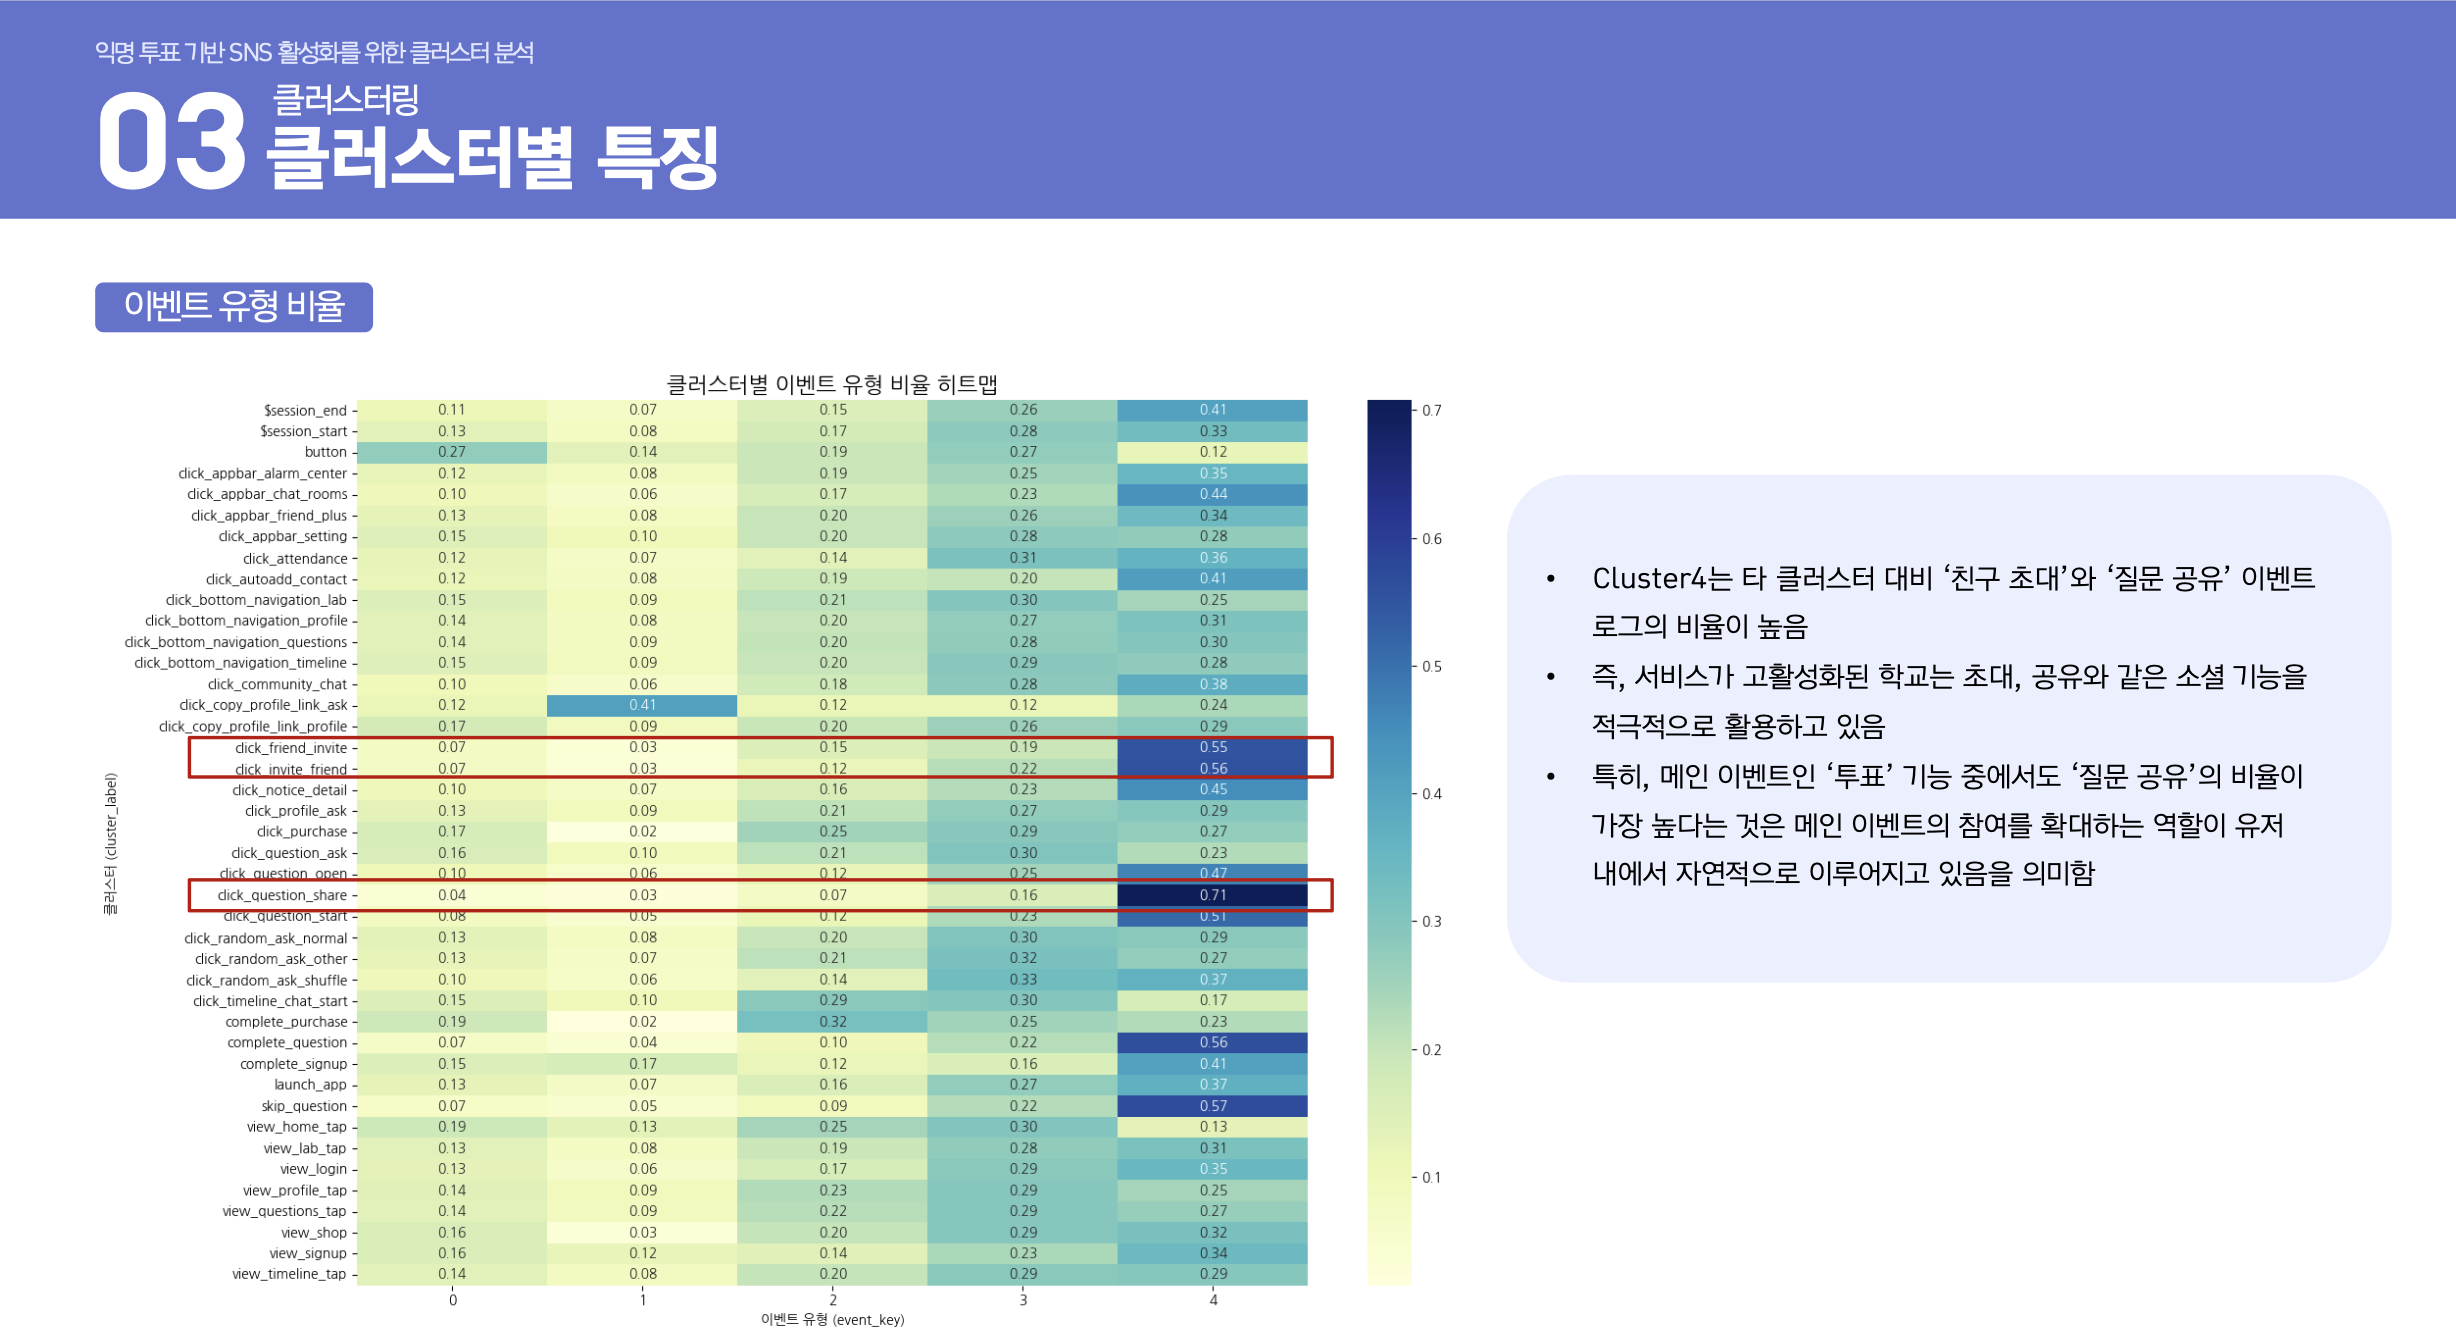 익명 투표 기반 SNS 활성화를 위한 클러스터 분석
03
클러스터링
클러스터별 특징
이벤트 유형 비율
클러스터별 이벤트 유형 비율 히트맵
클러스터 (cluster_label)
$session_end 0.11 0.07 0.15 0.26 0.41
$session_start 0.13 0.08 0.17 0.28 0.33
button 0.27 0.14 0.19 0.27 0.12
click_appbar_alarm_center 0.12 0.08 0.19 0.25 0.35
click_appbar_chat_rooms 0.10 0.06 0.17 0.23 0.44
click_appbar_friend_plus 0.13 0.08 0.20 0.26 0.34
click_appbar_setting 0.15 0.10 0.20 0.28 0.28
click_attendance 0.12 0.07 0.14 0.31 0.36
click_autoadd_contact 0.12 0.08 0.19 0.20 0.41
click_bottom_navigation_lab 0.15 0.09 0.21 0.30 0.25
click_bottom_navigation_profile 0.14 0.08 0.20 0.27 0.31
click_bottom_navigation_questions 0.14 0.09 0.20 0.28 0.30
click_bottom_navigation_timeline 0.15 0.09 0.20 0.29 0.28
click_community_chat 0.10 0.06 0.18 0.28 0.38
click_copy_profile_link_ask 0.12 0.41 0.12 0.12 0.24
click_copy_profile_link_profile 0.17 0.09 0.20 0.26 0.29
click_friend_invite 0.07 0.03 0.15 0.19 0.55
click_invite_friend 0.07 0.03 0.12 0.22 0.56
click_notice_detail 0.10 0.07 0.16 0.23 0.45
click_profile_ask 0.13 0.09 0.21 0.27 0.29
click_purchase 0.17 0.02 0.25 0.29 0.27
click_question_ask 0.16 0.10 0.21 0.30 0.23
click_question_open 0.10 0.06 0.12 0.25 0.47
click_question_share 0.04 0.03 0.07 0.16 0.71
click_question_start 0.08 0.05 0.12 0.23 0.51
click_random_ask_normal 0.13 0.08 0.20 0.30 0.29
click_random_ask_other 0.13 0.07 0.21 0.32 0.27
click_random_ask_shuffle 0.10 0.06 0.14 0.33 0.37
click_timeline_chat_start 0.15 0.10 0.29 0.30 0.17
complete_purchase 0.19 0.02 0.32 0.25 0.23
complete_question 0.07 0.04 0.10 0.22 0.56
complete_signup 0.15 0.17 0.12 0.16 0.41
launch_app 0.13 0.07 0.16 0.27 0.37
skip_question 0.07 0.05 0.09 0.22 0.57
view_home_tap 0.19 0.13 0.25 0.30 0.13
view_lab_tap 0.13 0.08 0.19 0.28 0.31
view_login 0.13 0.06 0.17 0.29 0.35
view_profile_tap 0.14 0.09 0.23 0.29 0.25
view_questions_tap 0.14 0.09 0.22 0.29 0.27
view_shop 0.16 0.03 0.20 0.29 0.32
view_signup 0.16 0.12 0.14 0.23 0.34
view_timeline_tap 0.14 0.08 0.20 0.29 0.29
0 1 2 3 4
이벤트 유형 (event_key)
0.7
0.6
0.5
0.4
0.3
0.2
0.1
• Cluster4는 타 클러스터 대비 ‘친구 초대’와 ‘질문 공유’ 이벤트
로그의 비율이 높음
• 즉, 서비스가 고활성화된 학교는 초대, 공유와 같은 소셜 기능을
적극적으로 활용하고 있음
• 특히, 메인 이벤트인 ‘투표’ 기능 중에서도 ‘질문 공유’의 비율이
가장 높다는 것은 메인 이벤트의 참여를 확대하는 역할이 유저
내에서 자연적으로 이루어지고 있음을 의미함